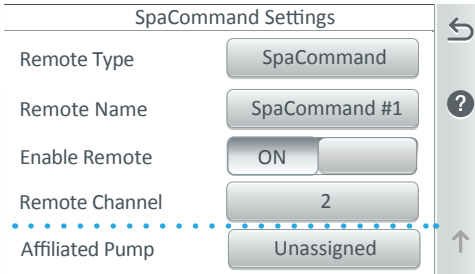 SpaCommand Settings
Remote Type SpaCommand
Remote Name SpaCommand #1
Enable Remote ON
Remote Channel 2
Affiliated Pump Unassigned
?